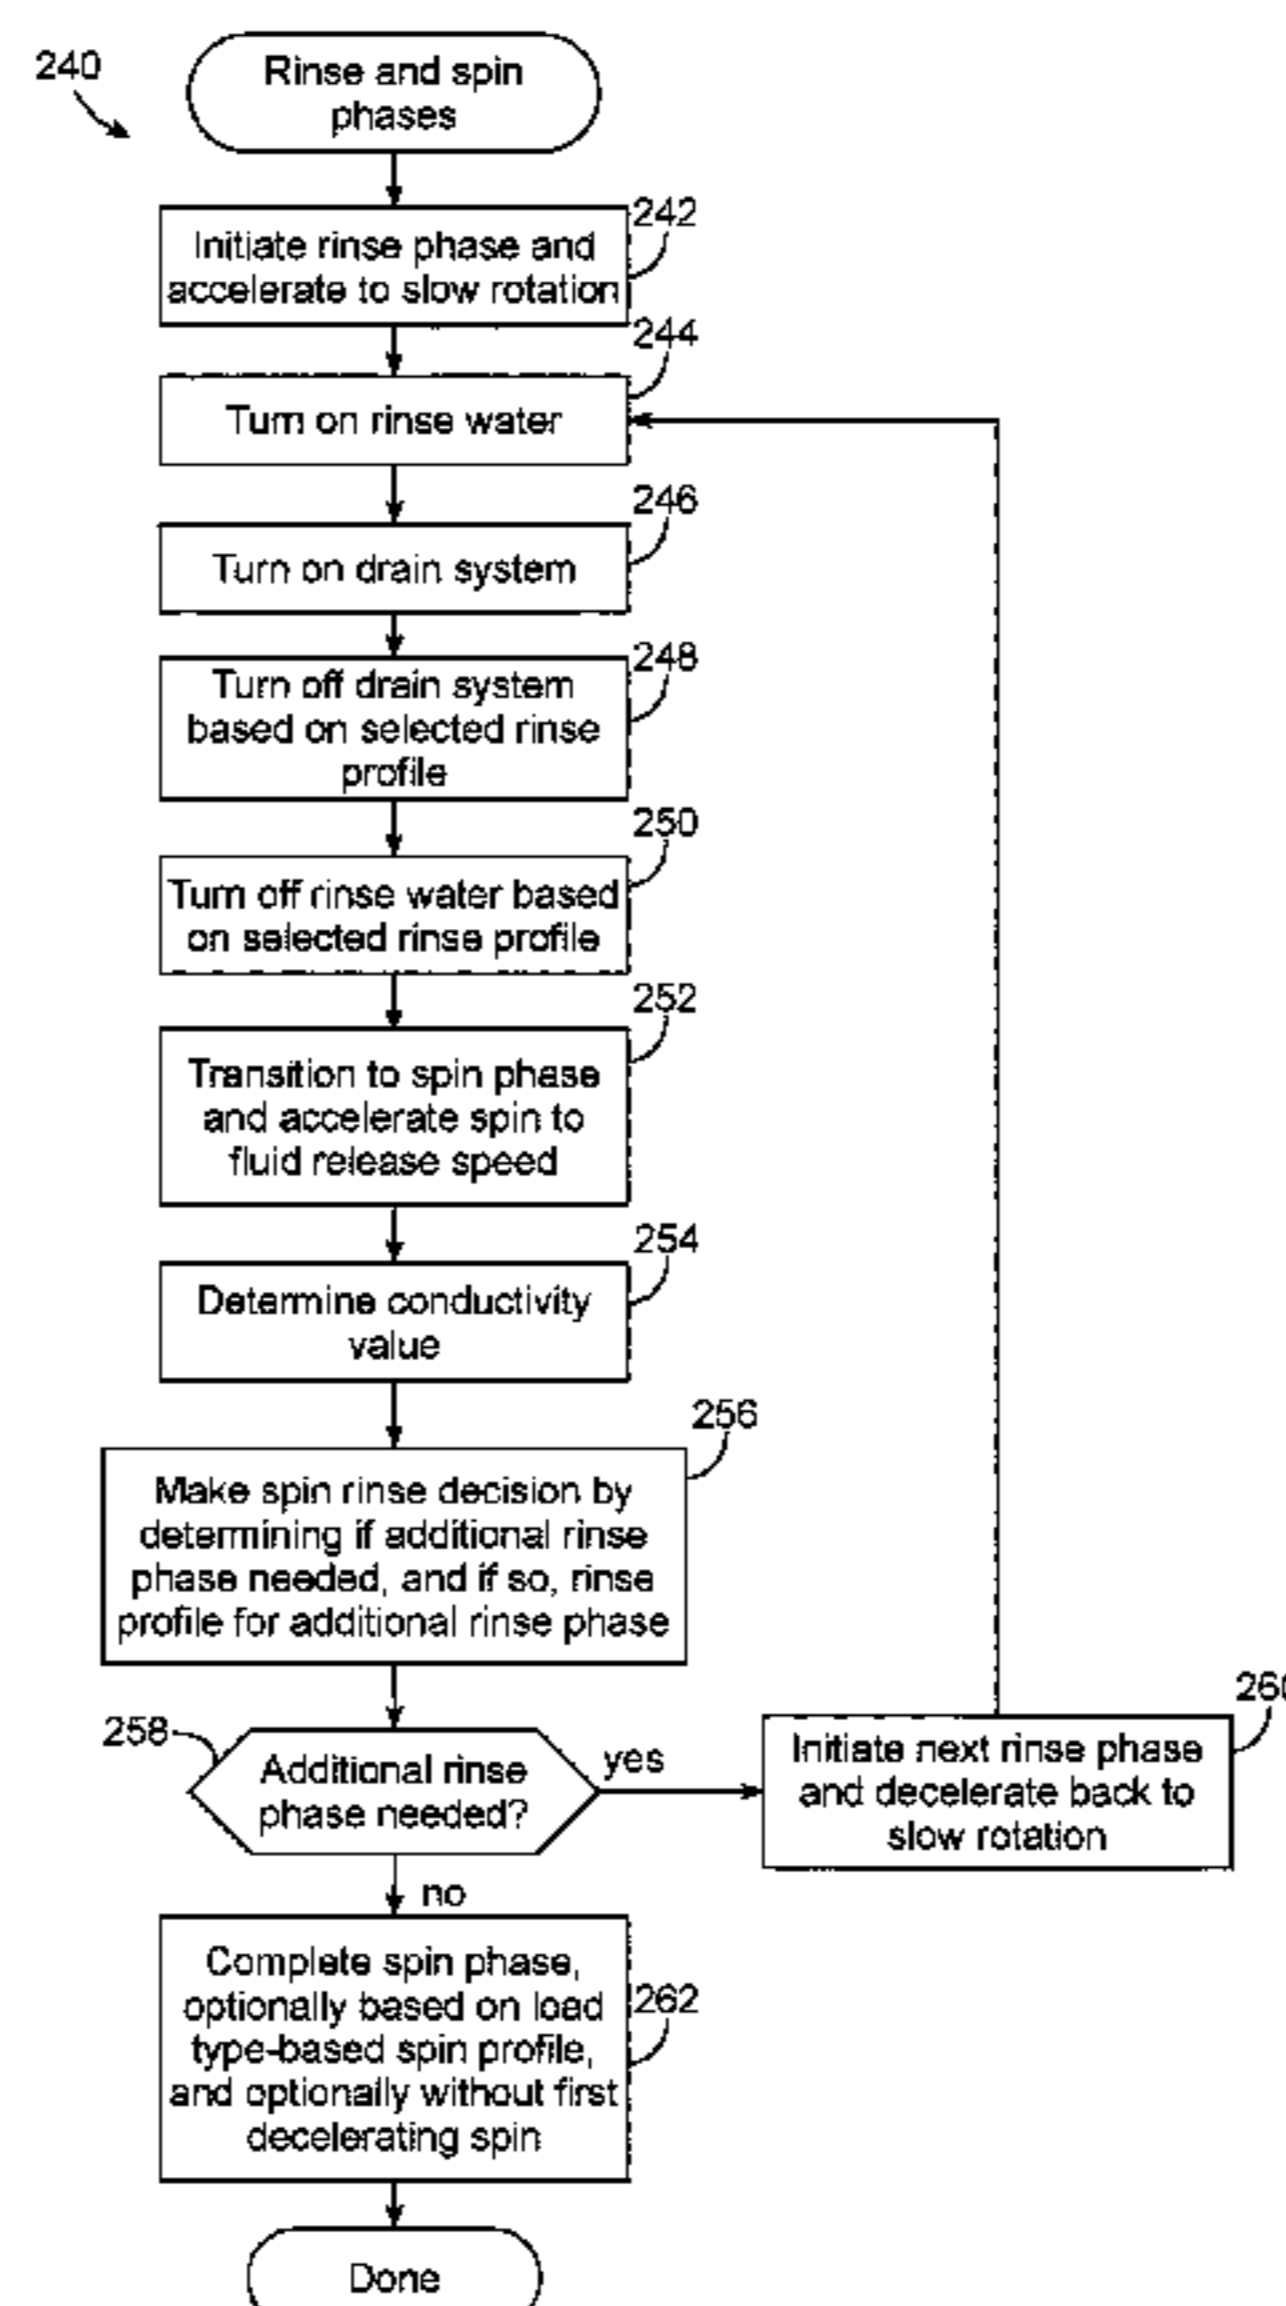 240
Rinse and spin
phases
242
Initiate rinse phase and
accelerate to slow rotation
244
Turn on rinse water
246
Turn on drain system
248
Turn off drain system
based on selected rinse
profile
250
Turn off rinse water based
on selected rinse profile
252
Transition to spin phase
and accelerate spin to
fluid release speed
254
Determine conductivity
value
256
Make spin rinse decision by
determining if additional rinse
phase needed, and if so, rinse
profile for additional rinse phase
258
Additional rinse
phase needed?
yes
260
Initiate next rinse phase
and decelerate back to
slow rotation
no
Complete spin phase,
optionally based on load
type-based spin profile,
and optionally without first
decelerating spin
262
Done